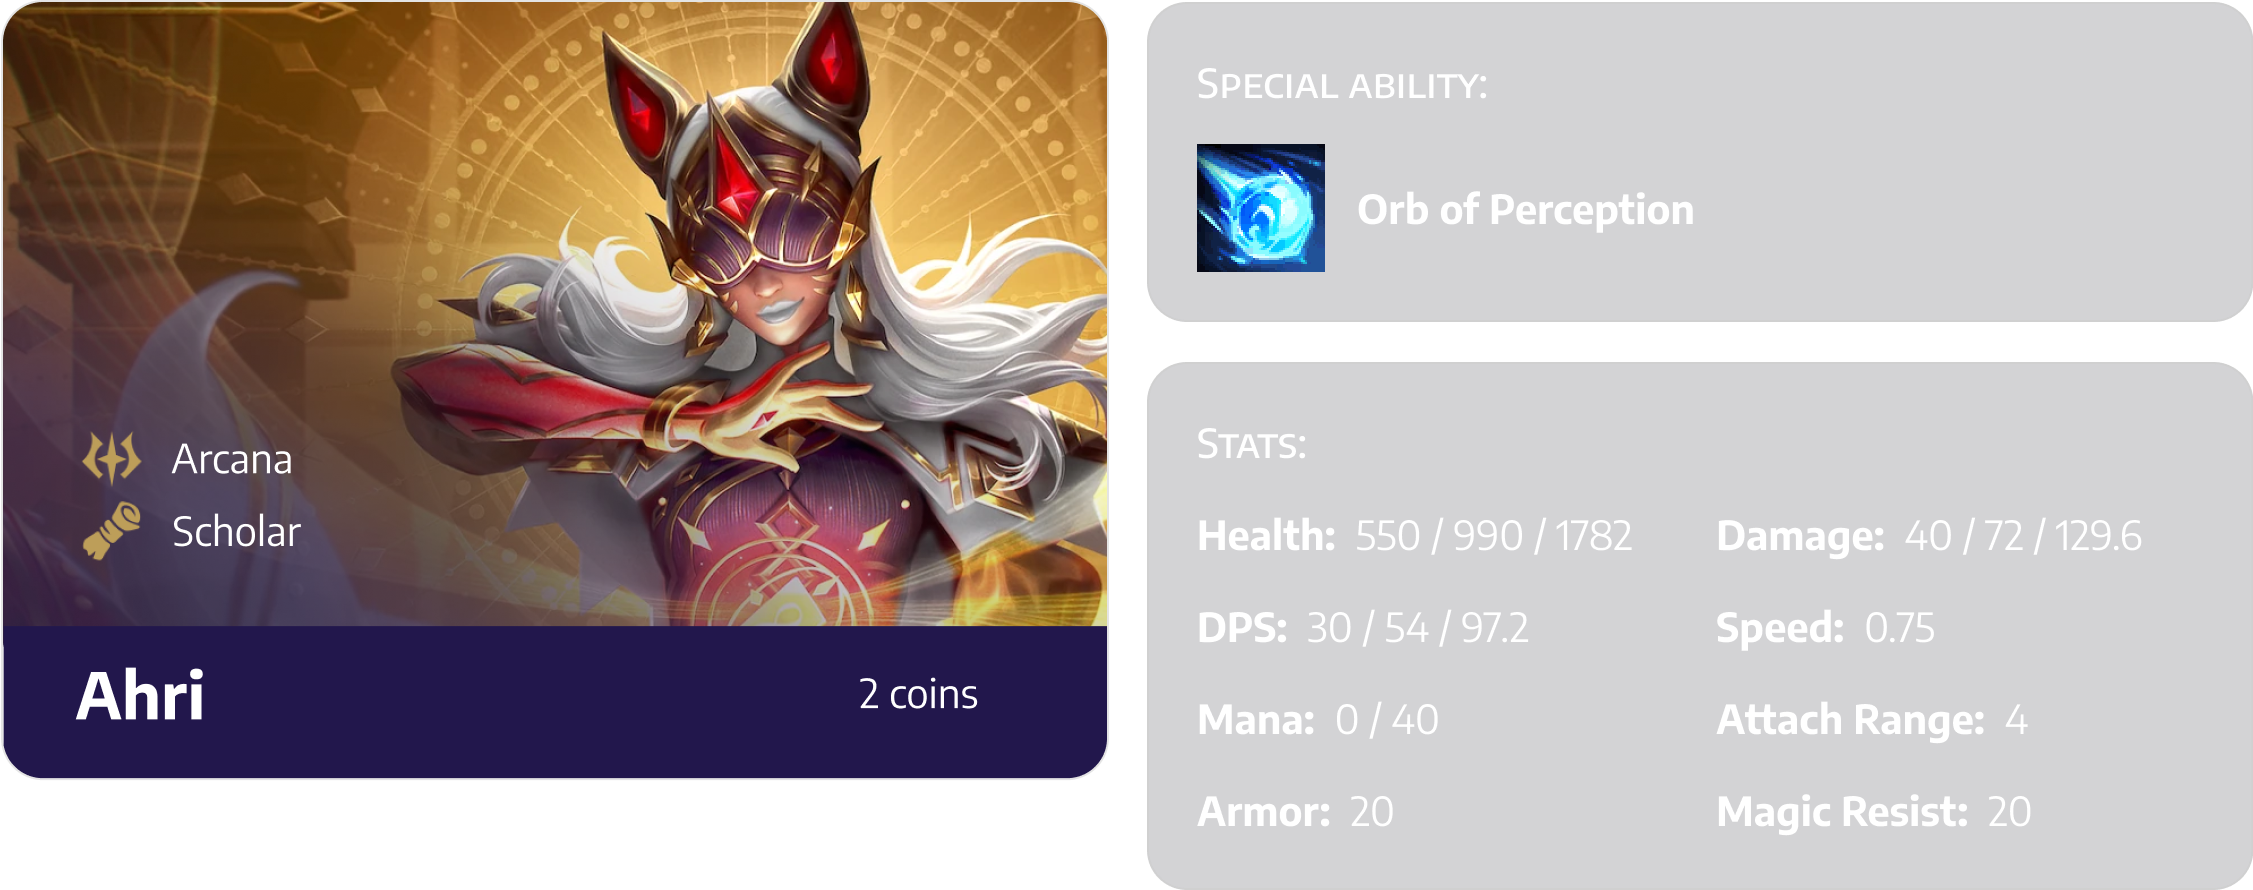 Arcana
Scholar
Ahri
2 coins
SPECIAL ABILITY:
Orb of Perception
STATS:
Health: 550 / 990 / 1782
Damage: 40 / 72 / 129.6
DPS: 30 / 54 / 97.2
Speed: 0.75
Mana: 0 / 40
Attach Range: 4
Armor: 20
Magic Resist: 20